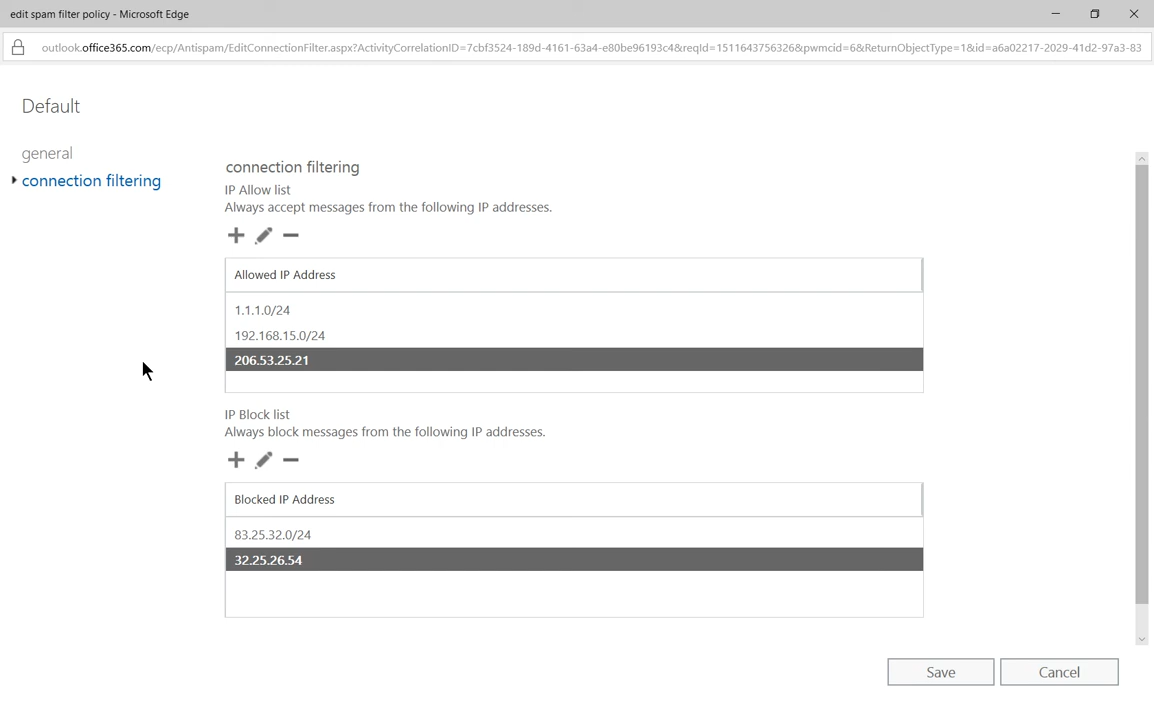 edit spam filter policy - Microsoft Edge
outlook.office365.com/ecp/Antispam/EditConnectionFilter.aspx?ActivityCorrelationID=7cbf3524-189d-4161-63a4-e80be96193c4&reqId=1511643756326&pwmcid=6&ReturnObjectType=1&id=a6a02217-2029-41d2-97a3-83
Default
general
connection filtering
connection filtering
IP Allow list
Always accept messages from the following IP addresses.
Allowed IP Address
1.1.1.0/24
192.168.15.0/24
206.53.25.21
IP Block list
Always block messages from the following IP addresses.
Blocked IP Address
83.25.32.0/24
32.25.26.54
Save
Cancel